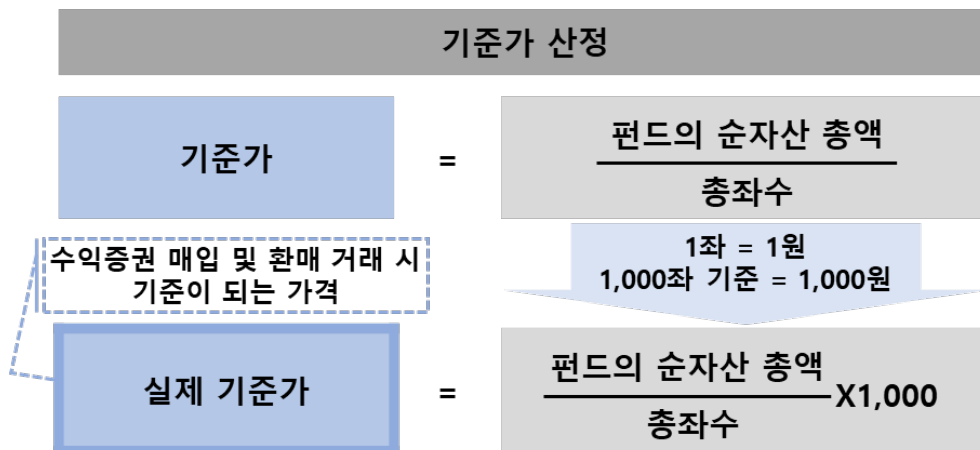 기준가 산정
기준가
=
펀드의 순자산 총액
총좌수
수익증권 매입 및 환매 거래 시
기준이 되는 가격
1좌 = 1원
1,000좌 기준 = 1,000원
실제 기준가
=
펀드의 순자산 총액
총좌수
X1,000